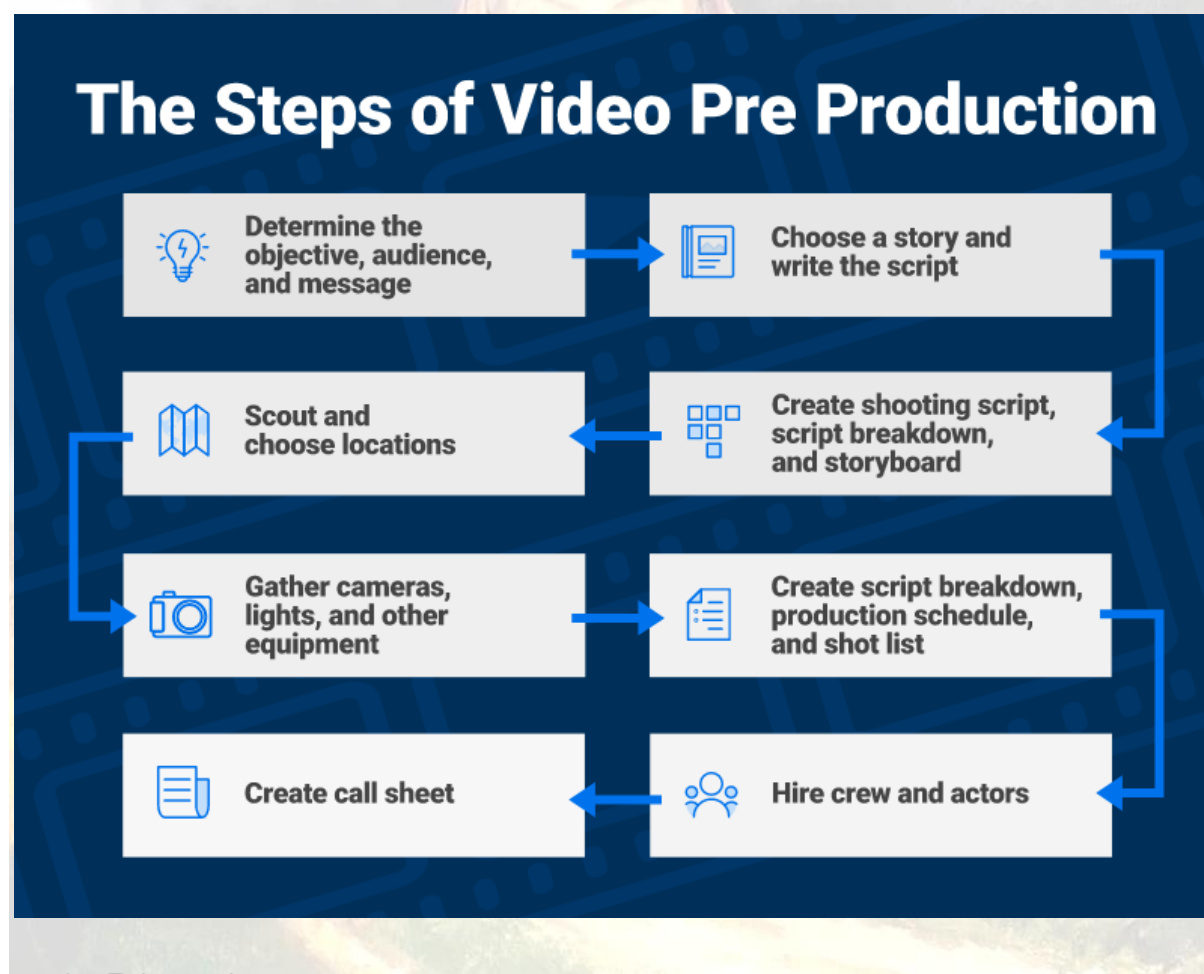 The Steps of Video Pre Production
Determine the
objective, audience,
and message
Choose a story and
write the script
Create shooting script,
script breakdown,
and storyboard
Scout and
choose locations
Gather cameras,
lights, and other
equipment
Create script breakdown,
production schedule,
and shot list
Hire crew and actors
Create call sheet